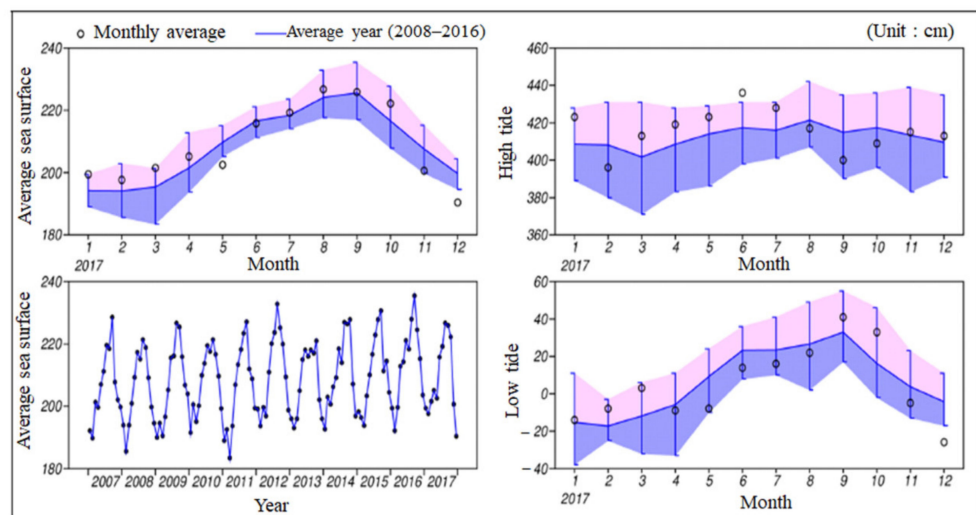 Monthly average
Average year (2008–2016)
(Unit : cm)
Average sea surface
240
220
200
180
1 2 3 4 5 6 7 8 9 10 11 12
2017
Month
High tide
460
440
420
400
380
360
1 2 3 4 5 6 7 8 9 10 11 12
2017
Month
Average sea surface
240
220
200
180
2007 2008 2009 2010 2011 2012 2013 2014 2015 2016 2017
Year
Low tide
60
40
20
0
−20
−40
1 2 3 4 5 6 7 8 9 10 11 12
2017
Month